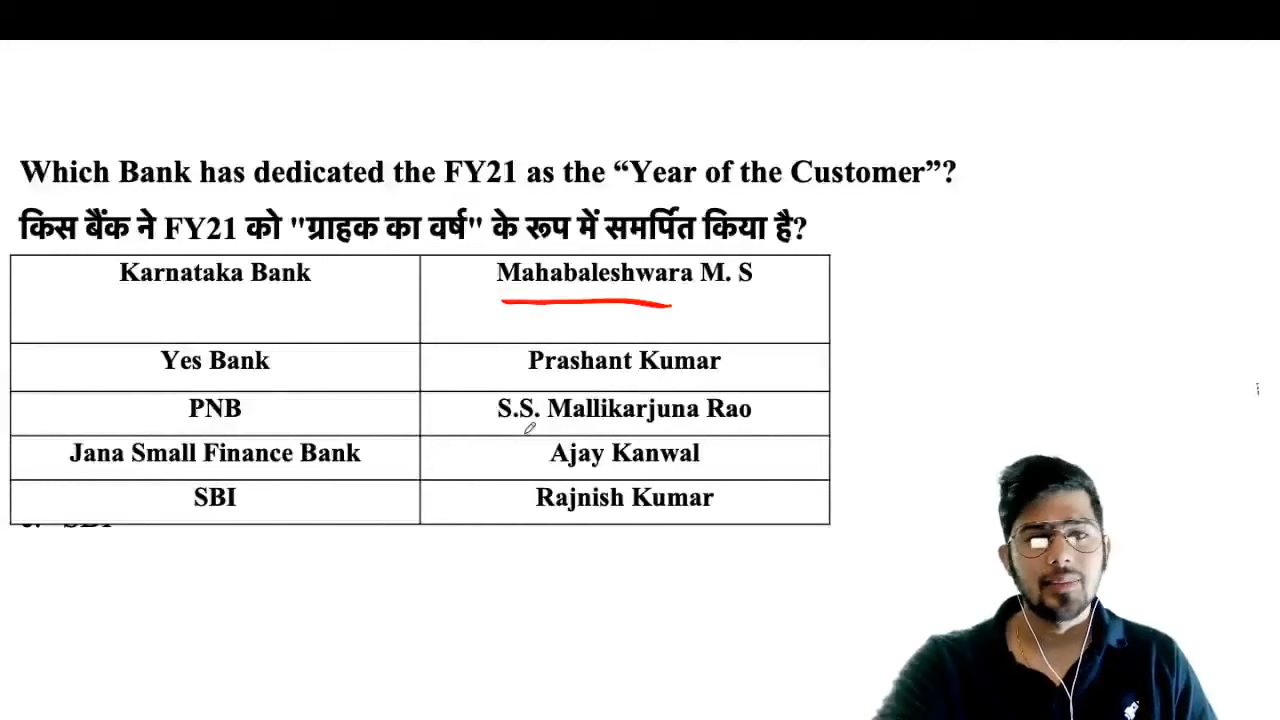 Which Bank has dedicated the FY21 as the “Year of the Customer”?
किस बैंक ने FY21 को "ग्राहक का वर्ष" के रूप में समर्पित किया है?
Karnataka Bank Mahabaleshwara M. S
Yes Bank Prashant Kumar
PNB S.S. Mallikarjuna Rao
Jana Small Finance Bank Ajay Kanwal
SBI Rajnish Kumar